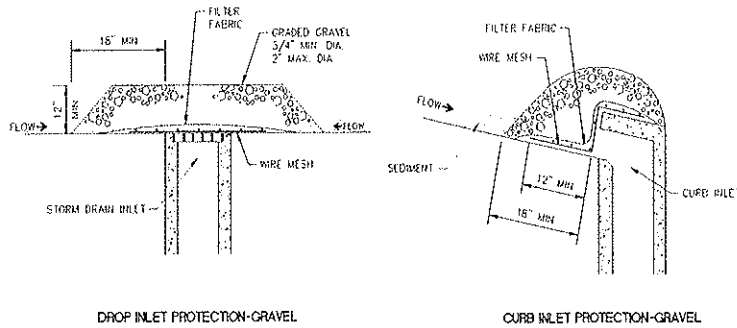 FILTER
FABRIC
18" MIN
GRADED GRAVEL
3/4" MIN. DIA.
2" MAX. DIA
12"
MIN
FLOW
FLOW
WIRE MESH
STORM DRAIN INLET
DROP INLET PROTECTION-GRAVEL
FILTER FABRIC
WIRE MESH
FLOW
SEDIMENT
12" MIN
18" MIN
CURB INLET
CURB INLET PROTECTION-GRAVEL